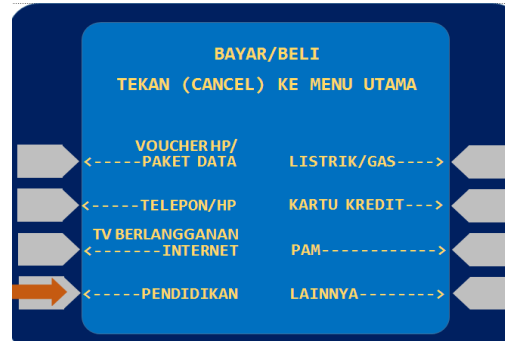 BAYAR/BELI
TEKAN (CANCEL) KE MENU UTAMA
VOUCHER HP/
<-----PAKET DATA
LISTRIK/GAS---->
<-----TELEPON/HP
KARTU KREDIT--->
TV BERLANGGANAN
<-------INTERNET
PAM------------>
<-----PENDIDIKAN
LAINNYA-------->